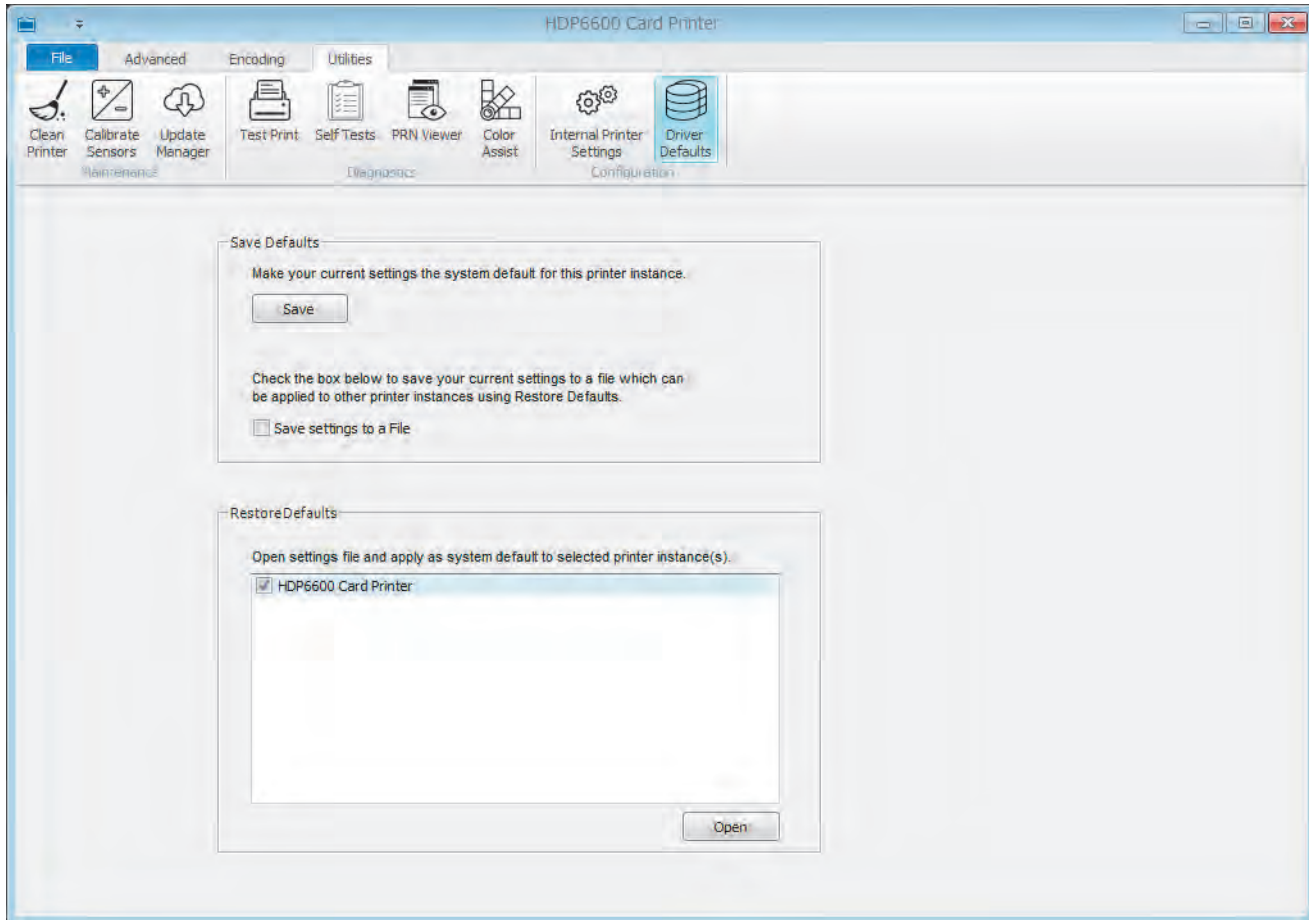 HDP6600 Card Printer
File Advanced Encoding Utilities
Clean Printer
Calibrate Sensors
Update Manager
Maintenance
Test Print
Self Tests
PRN Viewer
Color Assist
Diagnostics
Internal Printer Settings
Driver Defaults
Configuration
Save Defaults
Make your current settings the system default for this printer instance.
Save
Check the box below to save your current settings to a file which can
be applied to other printer instances using Restore Defaults.
Save settings to a File
Restore Defaults
Open settings file and apply as system default to selected printer instance(s).
HDP6600 Card Printer
Open